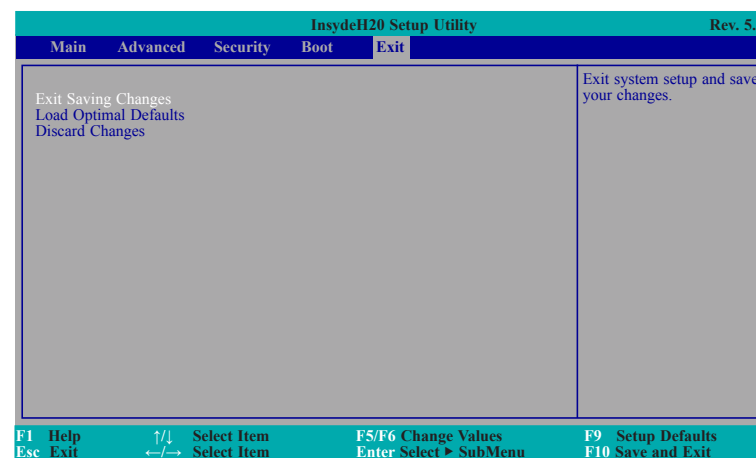 InsydeH20 Setup Utility Rev. 5.
Main Advanced Security Boot Exit
Exit Saving Changes
Load Optimal Defaults
Discard Changes
Exit system setup and save
your changes.
F1 Help ↑/↓ Select Item F5/F6 Change Values F9 Setup Defaults
Esc Exit ←/→ Select Item Enter Select ▶ SubMenu F10 Save and Exit